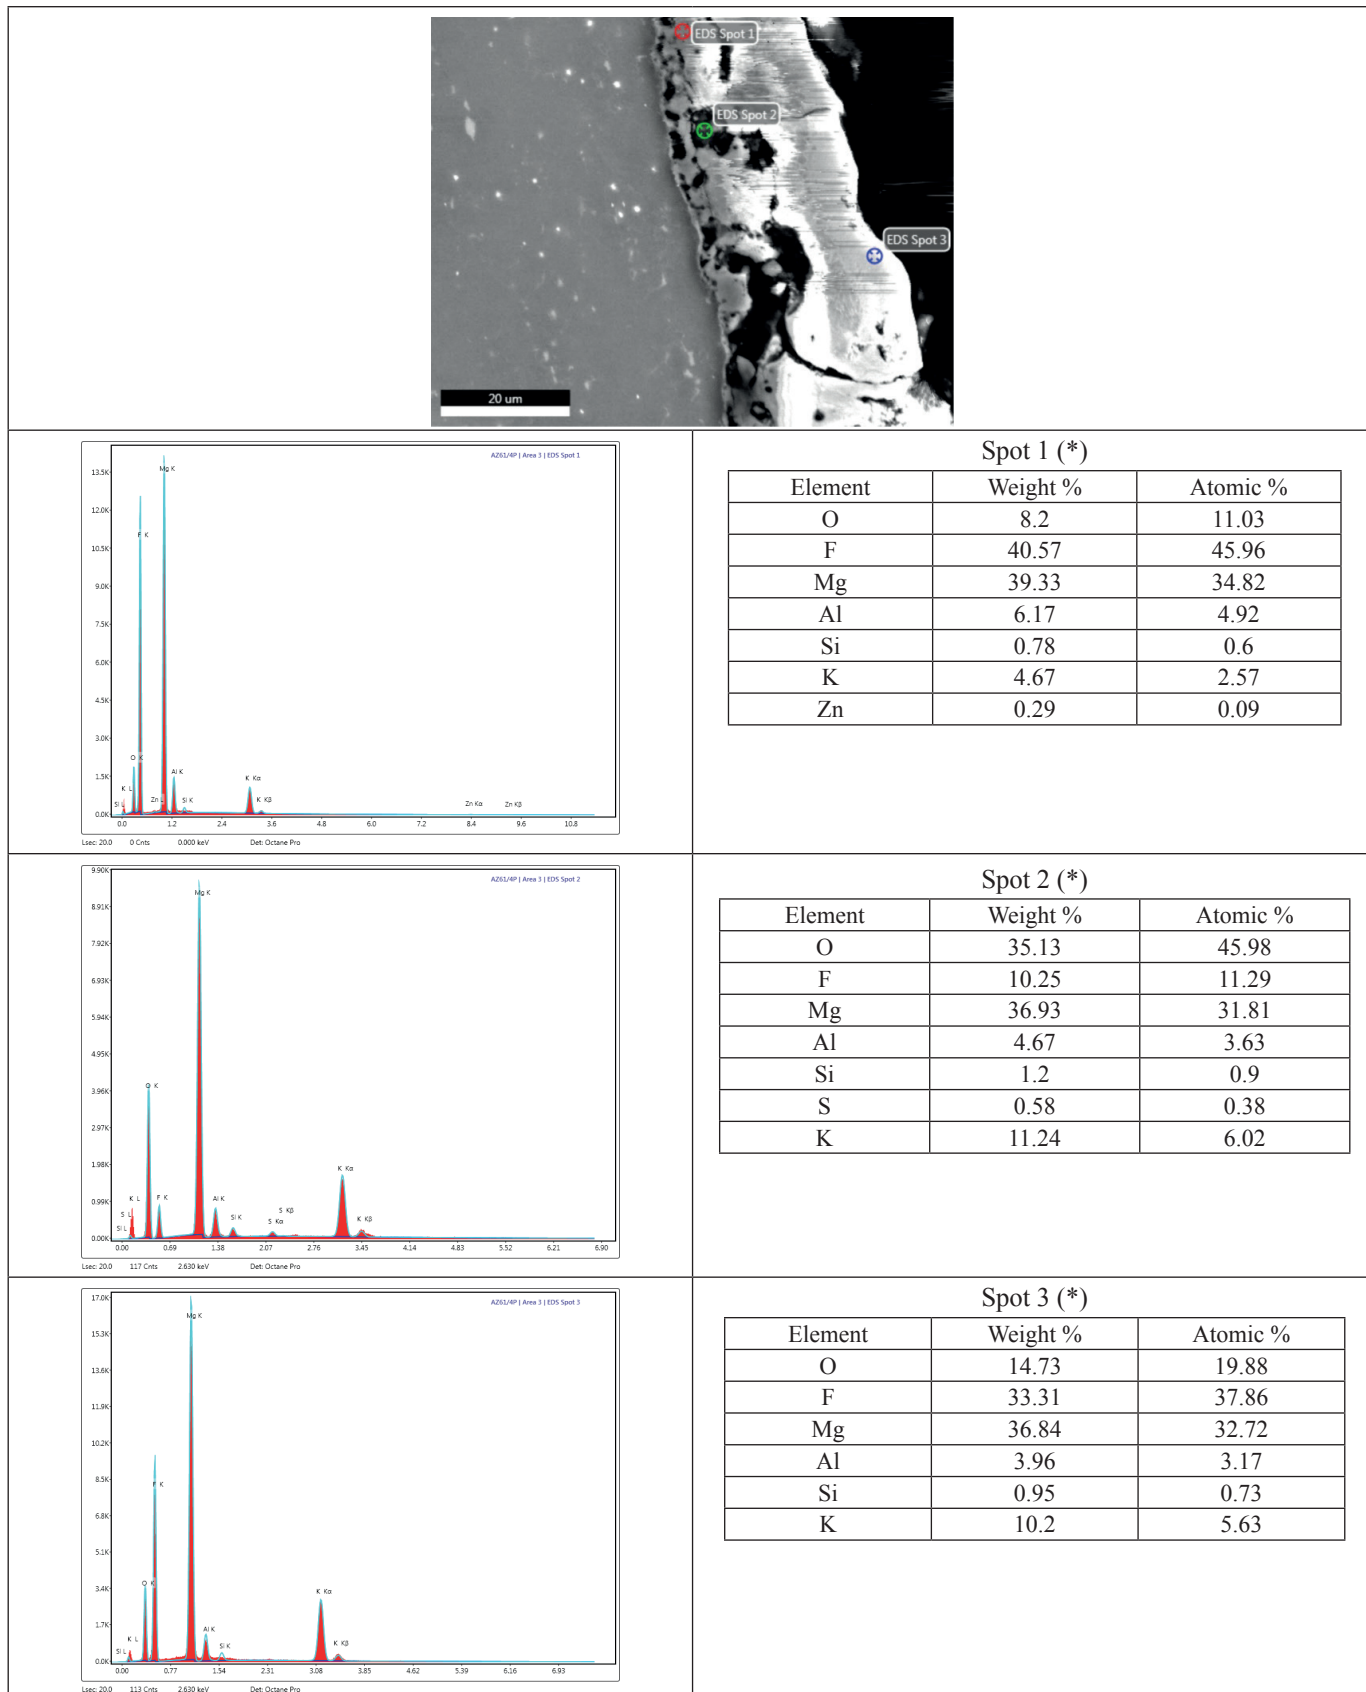 EDS Spot 1
EDS Spot 2
EDS Spot 3
20 um
AZ61/4P | Area 3 | EDS Spot 1
13.5K
12.0K
10.5K
9.0K
7.5K
6.0K
4.5K
3.0K
1.5K
0.0K
Mg K
F K
O K
K L
Si L
Zn L
Al K
Si K
K Kα
K Kβ
Zn Kα
Zn Kβ
0.0 1.2 2.4 3.6 4.8 6.0 7.2 8.4 9.6 10.8
Lsec: 20.0 0 Cnts 0.000 keV Det: Octane Pro
Spot 1 (*)
Element Weight % Atomic %
O 8.2 11.03
F 40.57 45.96
Mg 39.33 34.82
Al 6.17 4.92
Si 0.78 0.6
K 4.67 2.57
Zn 0.29 0.09
AZ61/4P | Area 3 | EDS Spot 2
9.90K
8.91K
7.92K
6.93K
5.94K
4.95K
3.96K
2.97K
1.98K
0.99K
0.00K
Mg K
O K
K L
S L
Si L
F K
Al K
Si K
S Kα
S Kβ
K Kα
K Kβ
0.00 0.69 1.38 2.07 2.76 3.45 4.14 4.83 5.52 6.21 6.90
Lsec: 20.0 117 Cnts 2.630 keV Det: Octane Pro
Spot 2 (*)
Element Weight % Atomic %
O 35.13 45.98
F 10.25 11.29
Mg 36.93 31.81
Al 4.67 3.63
Si 1.2 0.9
S 0.58 0.38
K 11.24 6.02
AZ61/4P | Area 3 | EDS Spot 3
17.0K
15.3K
13.6K
11.9K
10.2K
8.5K
6.8K
5.1K
3.4K
1.7K
0.0K
Mg K
F K
O K
K L
Si L
Al K
Si K
K Kα
K Kβ
0.00 0.77 1.54 2.31 3.08 3.85 4.62 5.39 6.16 6.93
Lsec: 20.0 113 Cnts 2.630 keV Det: Octane Pro
Spot 3 (*)
Element Weight % Atomic %
O 14.73 19.88
F 33.31 37.86
Mg 36.84 32.72
Al 3.96 3.17
Si 0.95 0.73
K 10.2 5.63